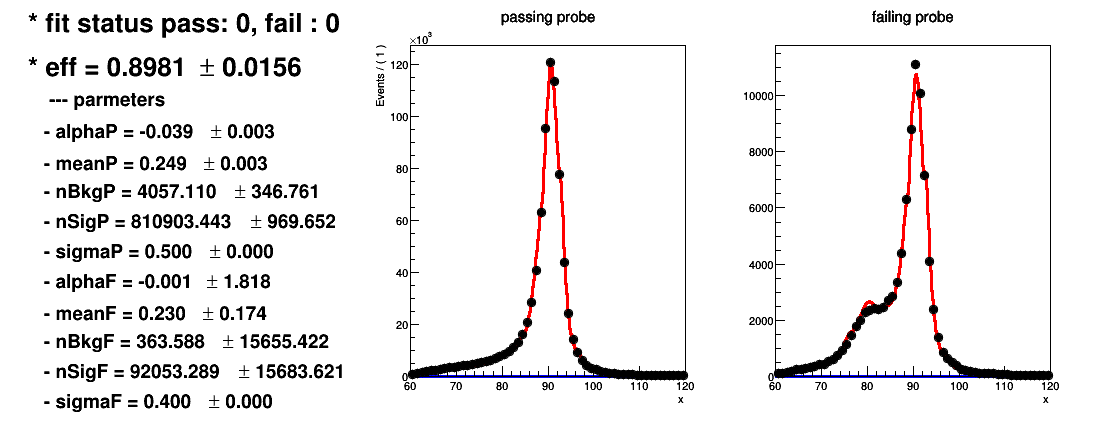 * fit status pass: 0, fail : 0
* eff = 0.8981 ± 0.0156
--- parmeters
- alphaP = -0.039 ± 0.003
- meanP = 0.249 ± 0.003
- nBkgP = 4057.110 ± 346.761
- nSigP = 810903.443 ± 969.652
- sigmaP = 0.500 ± 0.000
- alphaF = -0.001 ± 1.818
- meanF = 0.230 ± 0.174
- nBkgF = 363.588 ± 15655.422
- nSigF = 92053.289 ± 15683.621
- sigmaF = 0.400 ± 0.000
passing probe
×10³
Events / ( 1 )
120
100
80
60
40
20
0
60 70 80 90 100 110 120
x
failing probe
10000
8000
6000
4000
2000
0
60 70 80 90 100 110 120
x